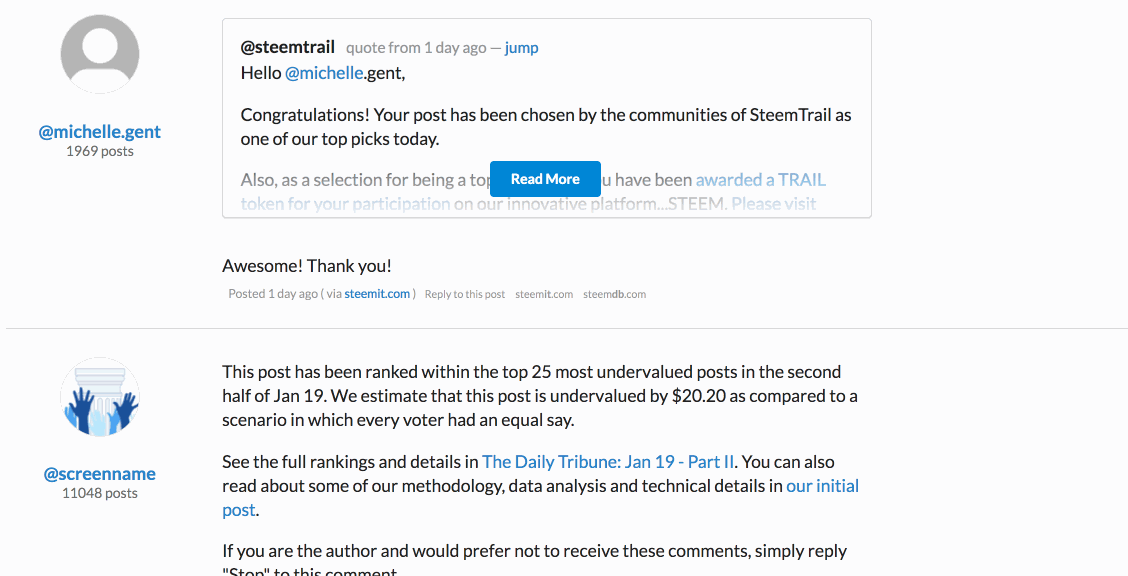 @steemtrail quote from 1 day ago — jump
Hello @michelle.gent,
@michelle.gent
1969 posts
Congratulations! Your post has been chosen by the communities of SteemTrail as
one of our top picks today.
Also, as a selection for being a top
Read More
u have been awarded a TRAIL
token for your participation on our innovative platform...STEEM. Please visit
Awesome! Thank you!
Posted 1 day ago ( via steemit.com ) Reply to this post steemit.com steemdb.com
@screenname
11048 posts
This post has been ranked within the top 25 most undervalued posts in the second
half of Jan 19. We estimate that this post is undervalued by $20.20 as compared to a
scenario in which every voter had an equal say.
See the full rankings and details in The Daily Tribune: Jan 19 - Part II. You can also
read about some of our methodology, data analysis and technical details in our initial
post.
If you are the author and would prefer not to receive these comments, simply reply
"Stop" to this comment.